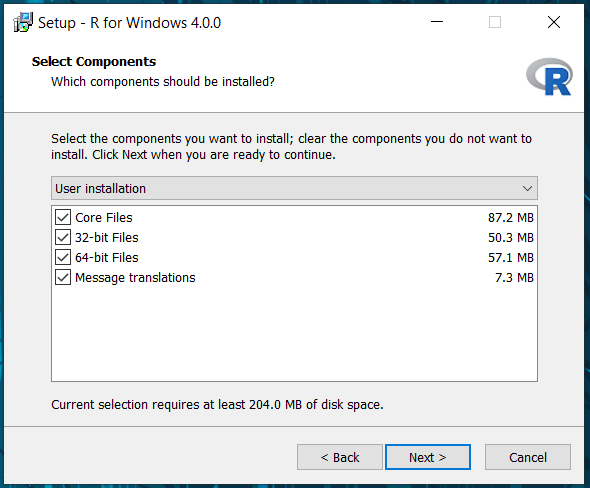 Setup - R for Windows 4.0.0
Select Components
Which components should be installed?
R
Select the components you want to install; clear the components you do not want to
install. Click Next when you are ready to continue.
User installation
Core Files 87.2 MB
32-bit Files 50.3 MB
64-bit Files 57.1 MB
Message translations 7.3 MB
Current selection requires at least 204.0 MB of disk space.
< Back Next > Cancel